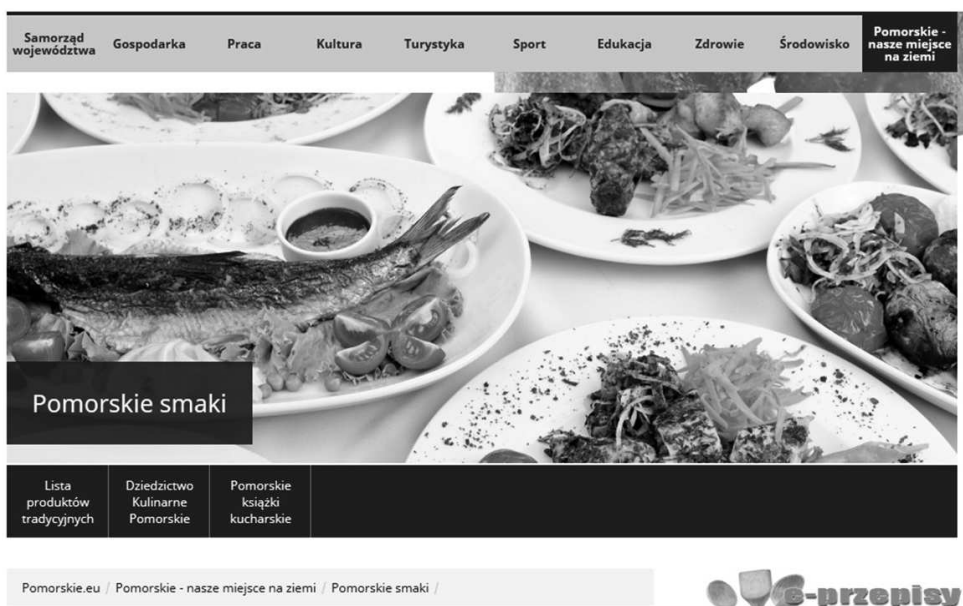 Samorząd
województwa
Gospodarka
Praca
Kultura
Turystyka
Sport
Edukacja
Zdrowie
Środowisko
Pomorskie -
nasze miejsce
na ziemi
Pomorskie smaki
Lista
produktów
tradycyjnych
Dziedzictwo
Kulinarne
Pomorskie
Pomorskie
książki
kucharskie
Pomorskie.eu / Pomorskie - nasze miejsce na ziemi / Pomorskie smaki /
e-przepisy